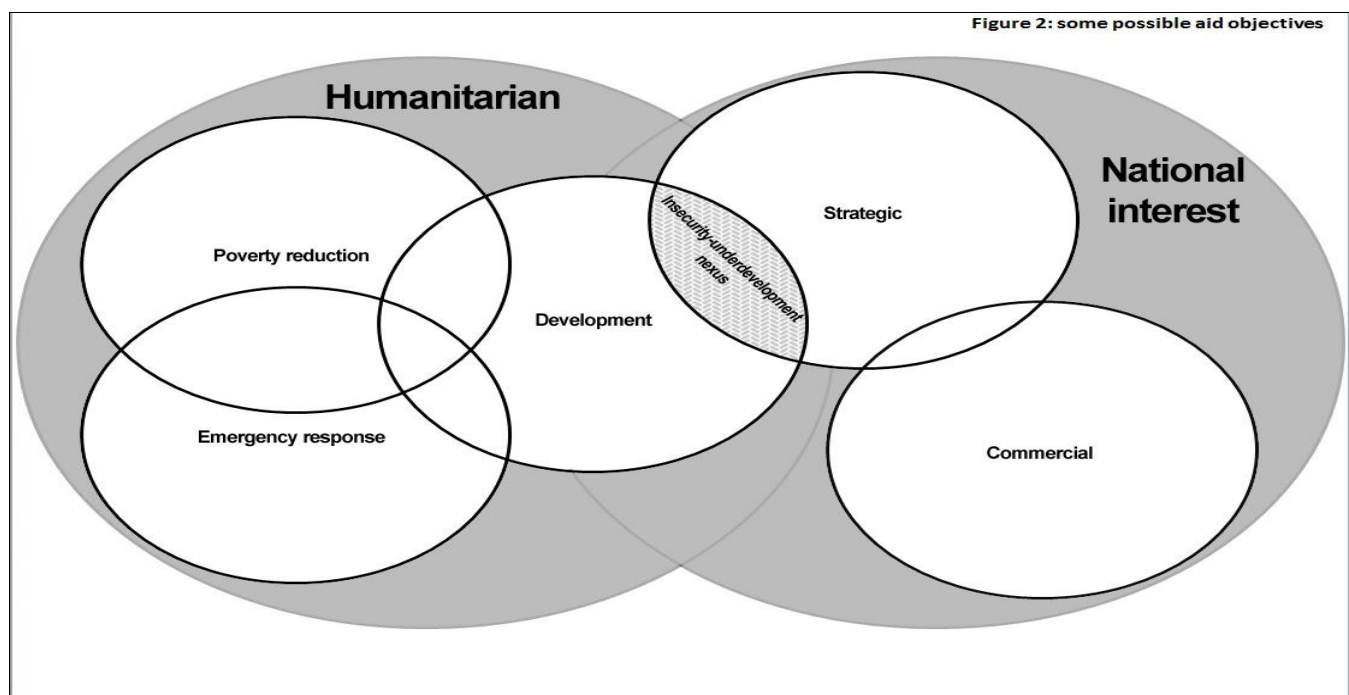 Figure 2: some possible aid objectives
Humanitarian
National
interest
Strategic
Insecurity-underdevelopment
nexus
Poverty reduction
Development
Emergency response
Commercial